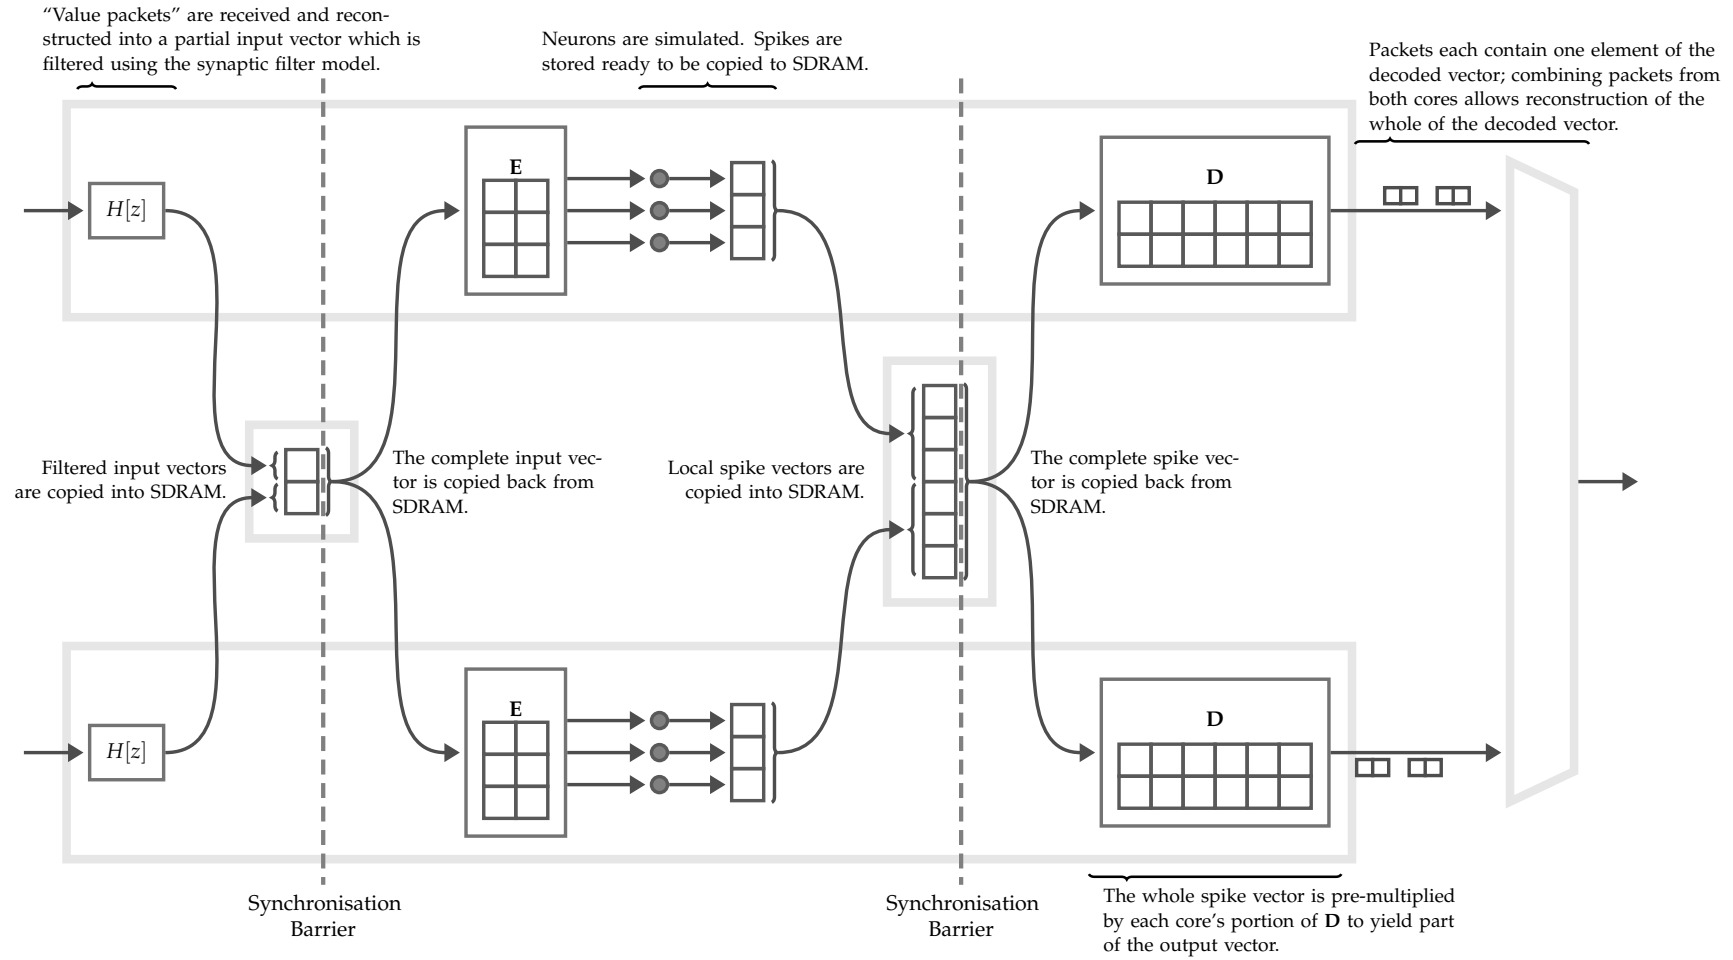 “Value packets” are received and recon-
structed into a partial input vector which is
filtered using the synaptic filter model.
Neurons are simulated. Spikes are
stored ready to be copied to SDRAM.
Packets each contain one element of the
decoded vector; combining packets from
both cores allows reconstruction of the
whole of the decoded vector.
H[z]
E
D
Filtered input vectors
are copied into SDRAM.
The complete input vec-
tor is copied back from
SDRAM.
Local spike vectors are
copied into SDRAM.
The complete spike vec-
tor is copied back from
SDRAM.
H[z]
E
D
Synchronisation
Barrier
Synchronisation
Barrier
The whole spike vector is pre-multiplied
by each core’s portion of D to yield part
of the output vector.